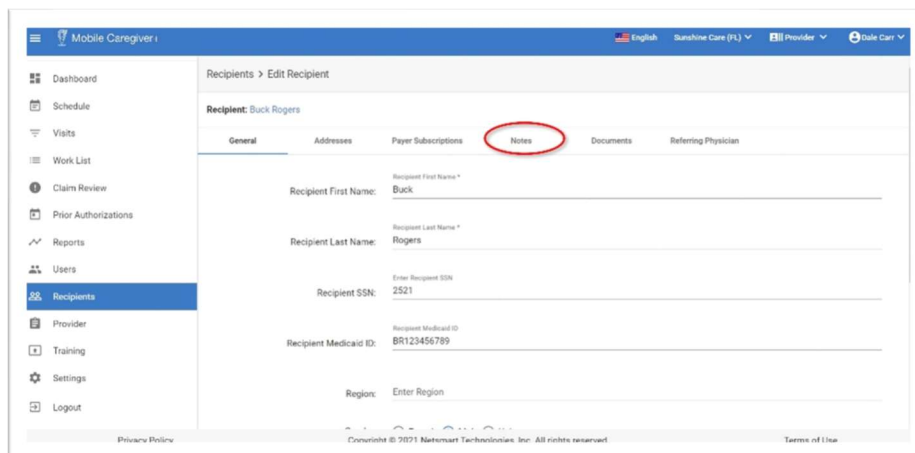 Mobile Caregiver+
English Sunshine Care (FL) Provider Dale Carr
Dashboard
Schedule
Visits
Work List
Claim Review
Prior Authorizations
Reports
Users
Recipients
Provider
Training
Settings
Logout
Recipients > Edit Recipient
Recipient: Buck Rogers
General Addresses Payer Subscriptions Notes Documents Referring Physician
Recipient First Name *
Recipient First Name: Buck
Recipient Last Name *
Recipient Last Name: Rogers
Enter Recipient SSN
Recipient SSN: 2521
Recipient Medicaid ID
Recipient Medicaid ID: BR123456789
Region: Enter Region
Privacy Policy Copyright © 2021 Netsmart Technologies, Inc. All rights reserved. Terms of Use